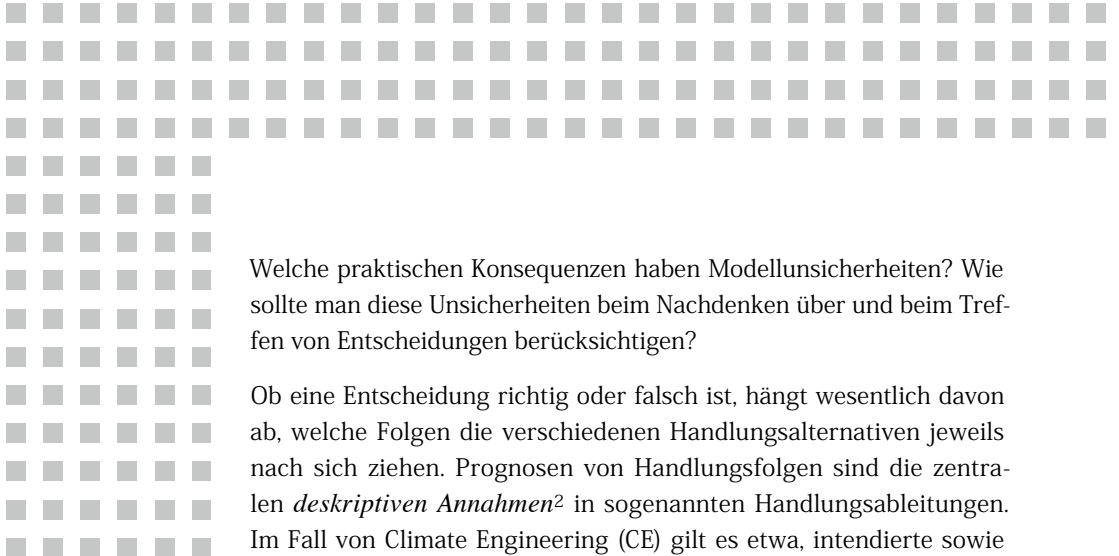 Welche praktischen Konsequenzen haben Modellunsicherheiten? Wie
sollte man diese Unsicherheiten beim Nachdenken über und beim Tref-
fen von Entscheidungen berücksichtigen?
Ob eine Entscheidung richtig oder falsch ist, hängt wesentlich davon
ab, welche Folgen die verschiedenen Handlungsalternativen jeweils
nach sich ziehen. Prognosen von Handlungsfolgen sind die zentra-
len deskriptiven Annahmen² in sogenannten Handlungsableitungen.
Im Fall von Climate Engineering (CE) gilt es etwa, intendierte sowie